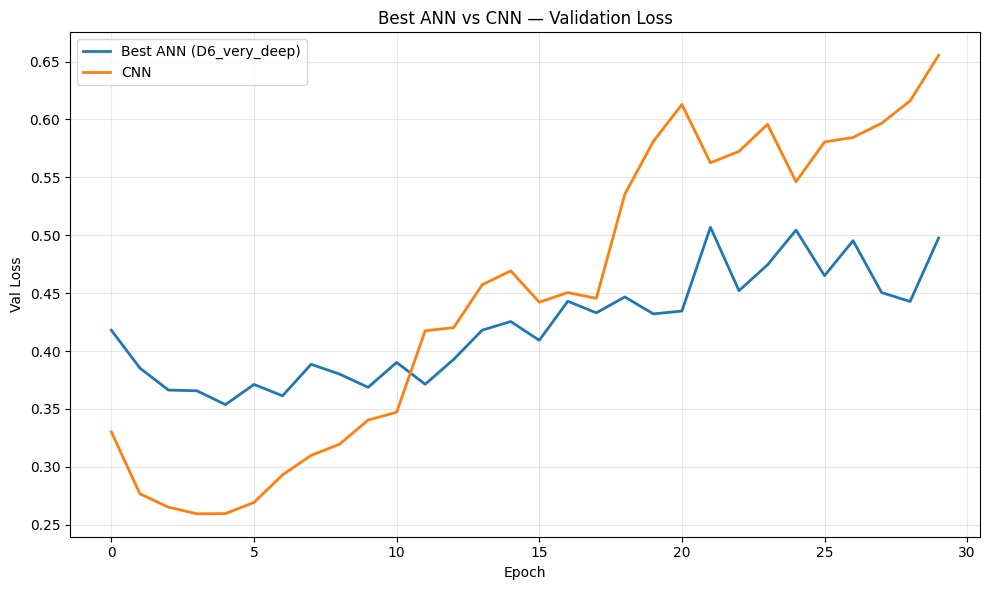 Best ANN vs CNN — Validation Loss
Best ANN (D6_very_deep)
CNN
Val Loss
0.65
0.60
0.55
0.50
0.45
0.40
0.35
0.30
0.25
0 5 10 15 20 25 30
Epoch